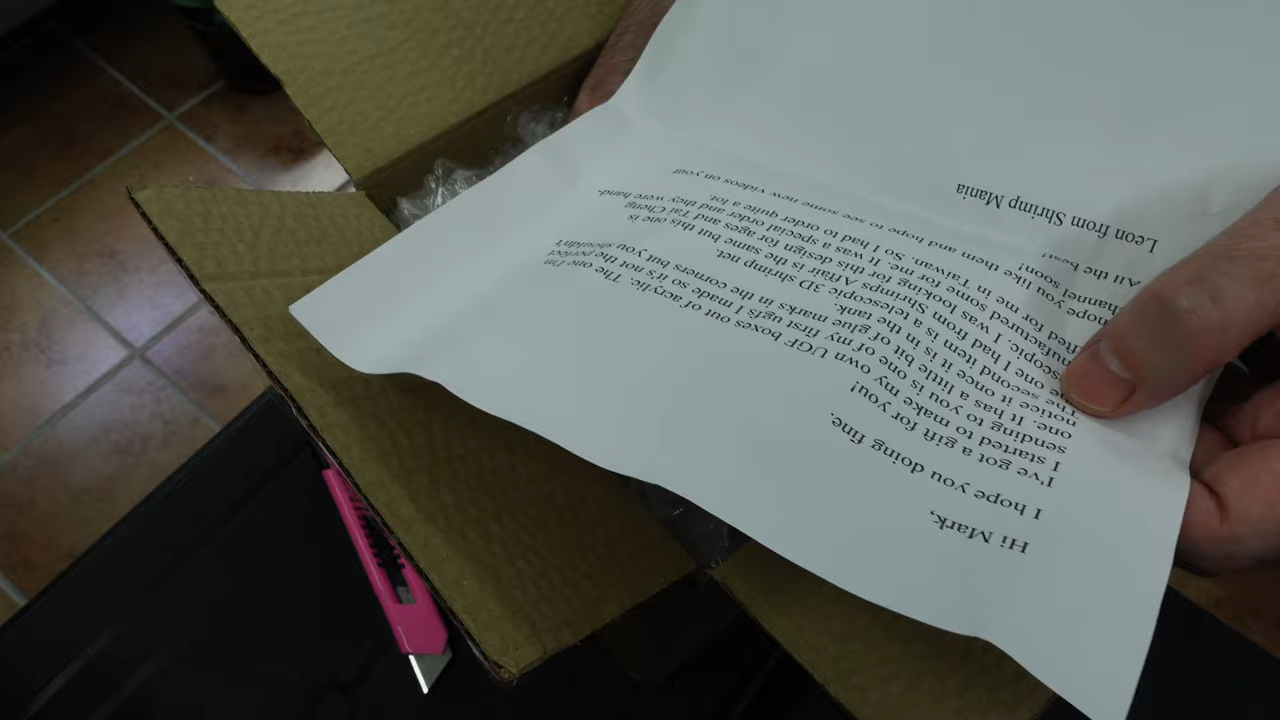 Hi Mark,
I hope you doing fine.
I've got a gift for you!
I started to make my own UGF boxes out of acrylic. The one I'm
sending to you is one of my first ugfs I made so it's not the perfect
one. It has a little bit of glue marks in the corners but you shouldn't
notice it once it is in the tank.
the second item is a telescopic 3D shrimp net.
one I had from Shrimps Affair is the same but this one is
scopic. I was looking for this design for ages and Tai Cheng
some for me. It was a special order and they were hand-
in Taiwan. So I had to order quite a lot.
hope you like them and hope to see some new videos on your
channel soon!
All the best!
Leon from Shrimp Mania